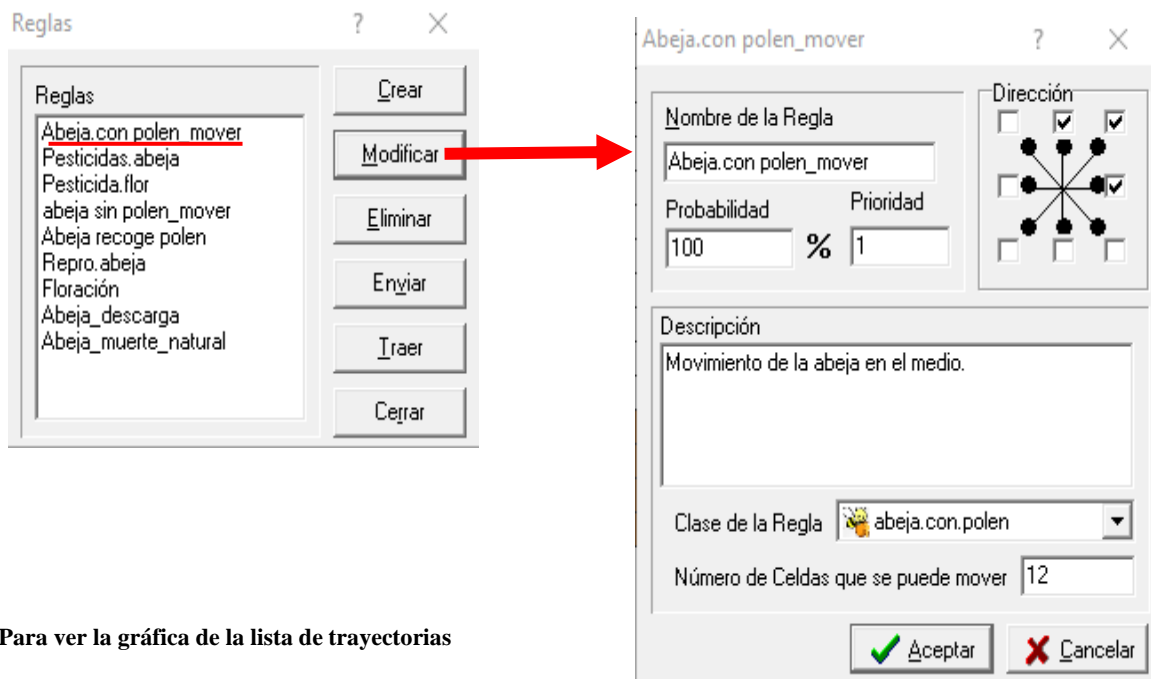 Reglas ? ×
Reglas
Abeja.con polen_mover
Pesticidas.abeja
Pesticida.flor
abeja sin polen_mover
Abeja recoge polen
Repro.abeja
Floración
Abeja_descarga
Abeja_muerte_natural
Crear
Modificar
Eliminar
Enviar
Traer
Cerrar
Para ver la gráfica de la lista de trayectorias
Abeja.con polen_mover ? ×
Nombre de la Regla
Abeja.con polen_mover
Probabilidad Prioridad
100 % 1
Dirección
Descripción
Movimiento de la abeja en el medio.
Clase de la Regla abeja.con.polen
Número de Celdas que se puede mover 12
Aceptar Cancelar